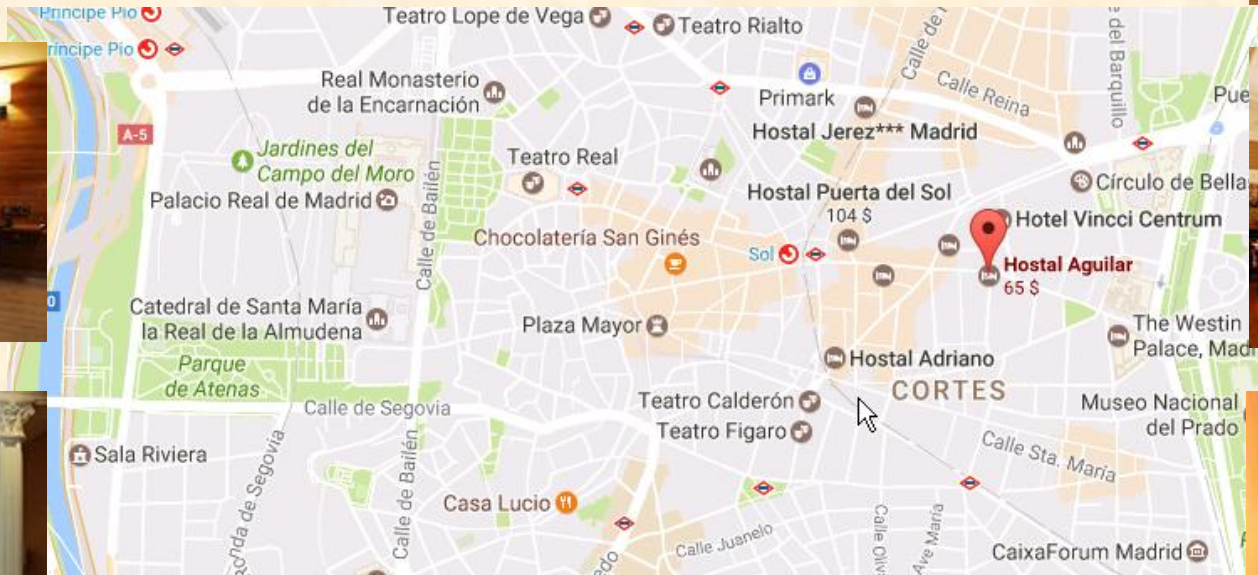 Príncipe Pío
Teatro Lope de Vega
Teatro Rialto
Príncipe Pío
Real Monasterio
de la Encarnación
Primark
Calle Reina
Hostal Jerez*** Madrid
A-5
Jardines del
Campo del Moro
Teatro Real
Palacio Real de Madrid
Calle de Bailén
Hostal Puerta del Sol
104 $
Círculo de Bella
Hotel Vincci Centrum
Chocolatería San Ginés
Sol
Hostal Aguilar
65 $
Catedral de Santa María
la Real de la Almudena
Plaza Mayor
The Westin
Palace, Mad
Parque
de Atenas
Hostal Adriano
CORTES
Calle de Segovia
Teatro Calderón
Teatro Figaro
Museo Nacional
del Prado
Sala Riviera
Ronda de Segovia
Calle de Bailén
Calle Sta. María
Casa Lucio
Calle Juanelo
Ave María
CaixaForum Madrid